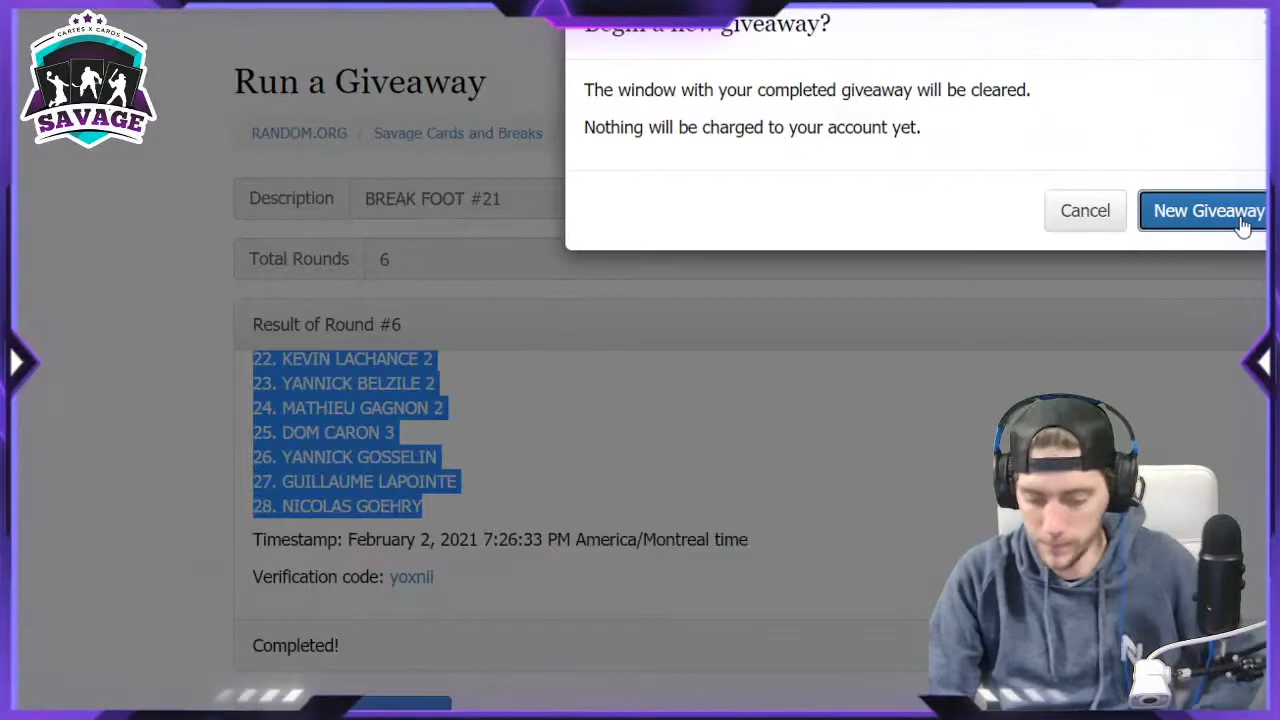 CARTES X CARDS
SAVAGE
Begin a new giveaway?
The window with your completed giveaway will be cleared.
Nothing will be charged to your account yet.
Cancel
New Giveaway
Run a Giveaway
RANDOM.ORG / Savage Cards and Breaks /
Description
BREAK FOOT #21
Total Rounds
6
Result of Round #6
22. KEVIN LACHANCE 2
23. YANNICK BELZILE 2
24. MATHIEU GAGNON 2
25. DOM CARON 3
26. YANNICK GOSSELIN
27. GUILLAUME LAPOINTE
28. NICOLAS GOEHRY
Timestamp: February 2, 2021 7:26:33 PM America/Montreal time
Verification code: yoxnii
Completed!